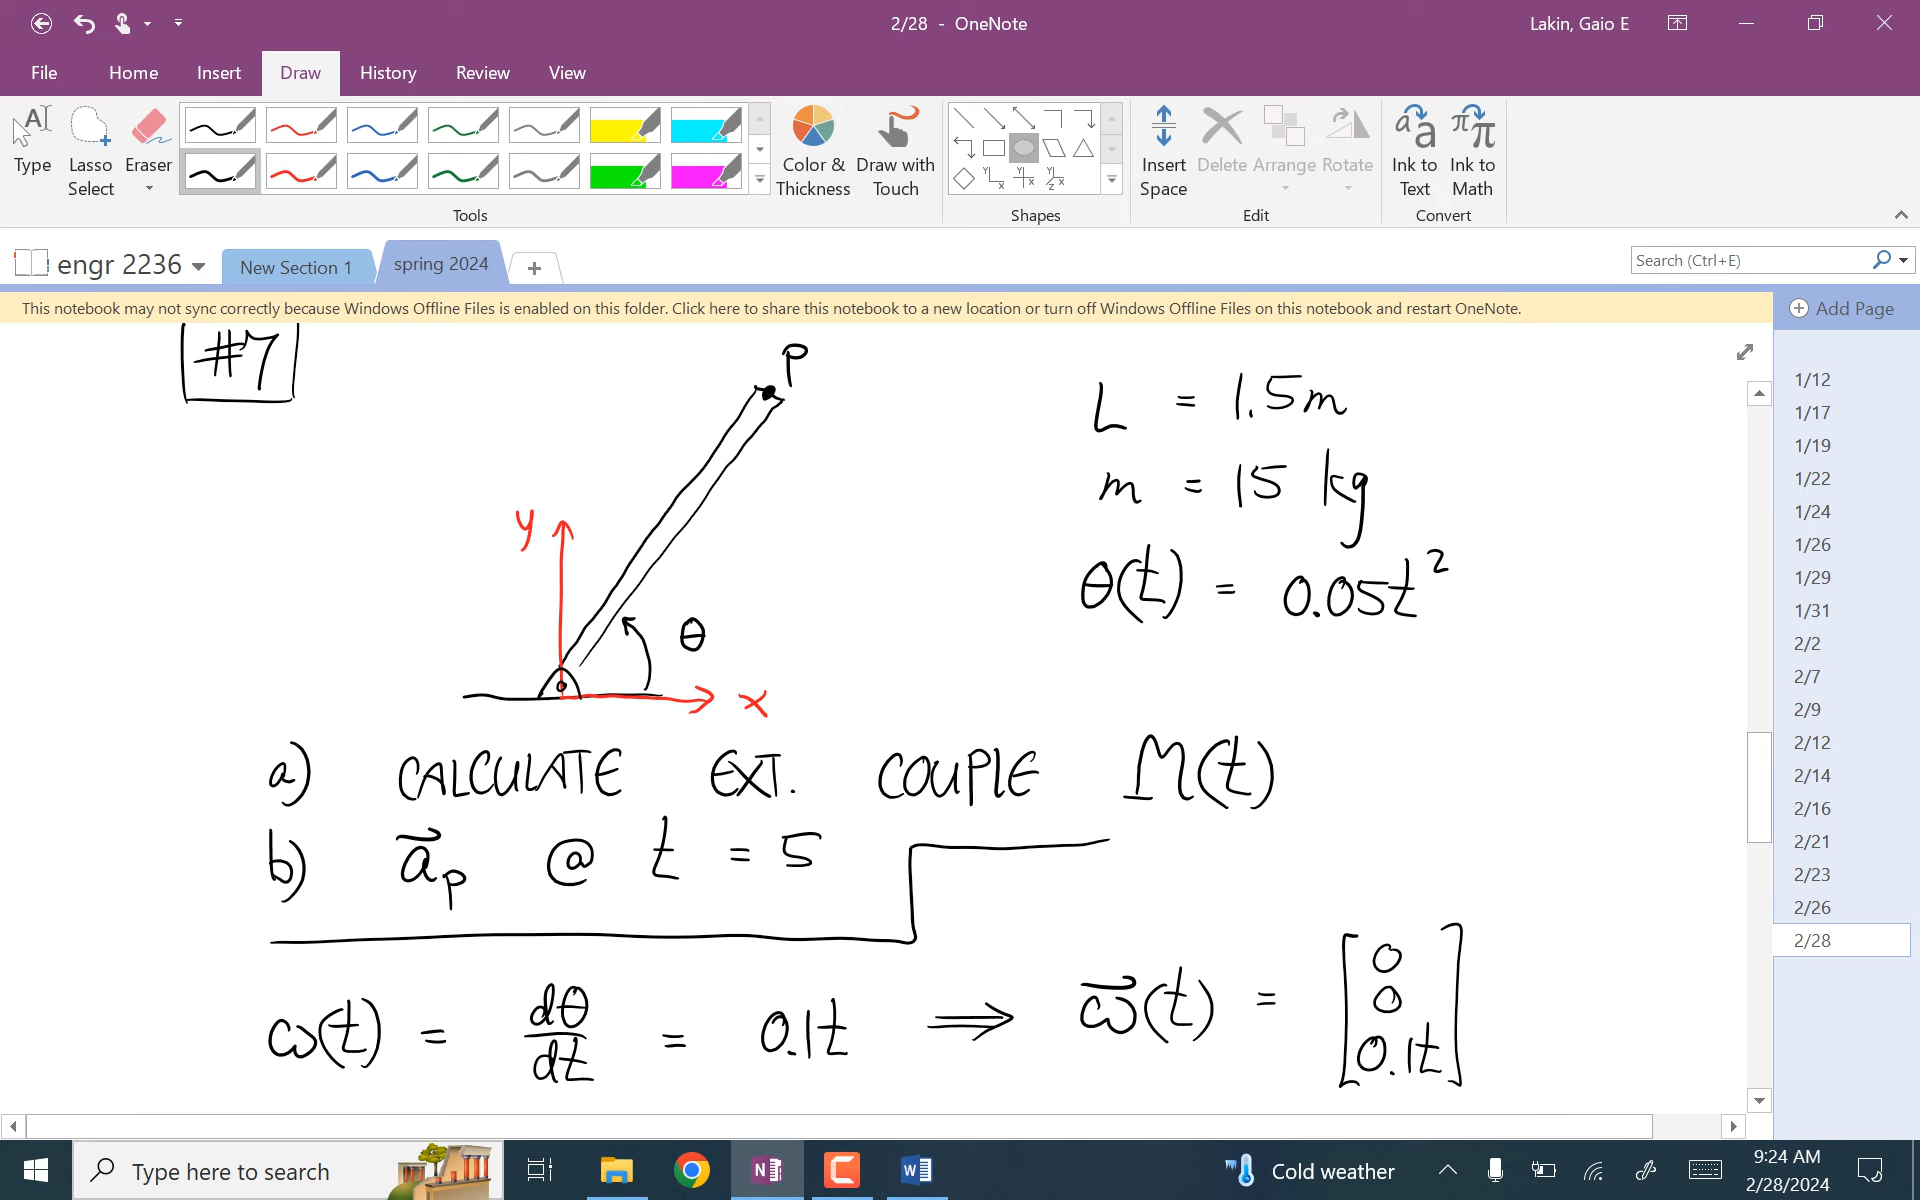 2/28 - OneNote
Lakin, Gaio E
File Home Insert Draw History Review View
Type
Lasso Select
Eraser
Color & Thickness
Draw with Touch
Insert Space
Delete
Arrange
Rotate
Ink to Text
Ink to Math
Tools
Shapes
Edit
Convert
engr 2236
New Section 1
spring 2024
Search (Ctrl+E)
This notebook may not sync correctly because Windows Offline Files is enabled on this folder. Click here to share this notebook to a new location or turn off Windows Offline Files on this notebook and restart OneNote.
Add Page
1/12
1/17
1/19
1/22
1/24
1/26
1/29
1/31
2/2
2/7
2/9
2/12
2/14
2/16
2/21
2/23
2/26
2/28
#7
P
y
θ
x
L = 1.5m
m = 15 kg
θ(t) = 0.05t²
a) CALCULATE EXT. COUPLE M(t)
b) a⃗p @ t = 5
ω(t) = dθ/dt = 0.1t ⟹ ω⃗(t) = [0 0 0.1t]
Type here to search
Cold weather
9:24 AM
2/28/2024